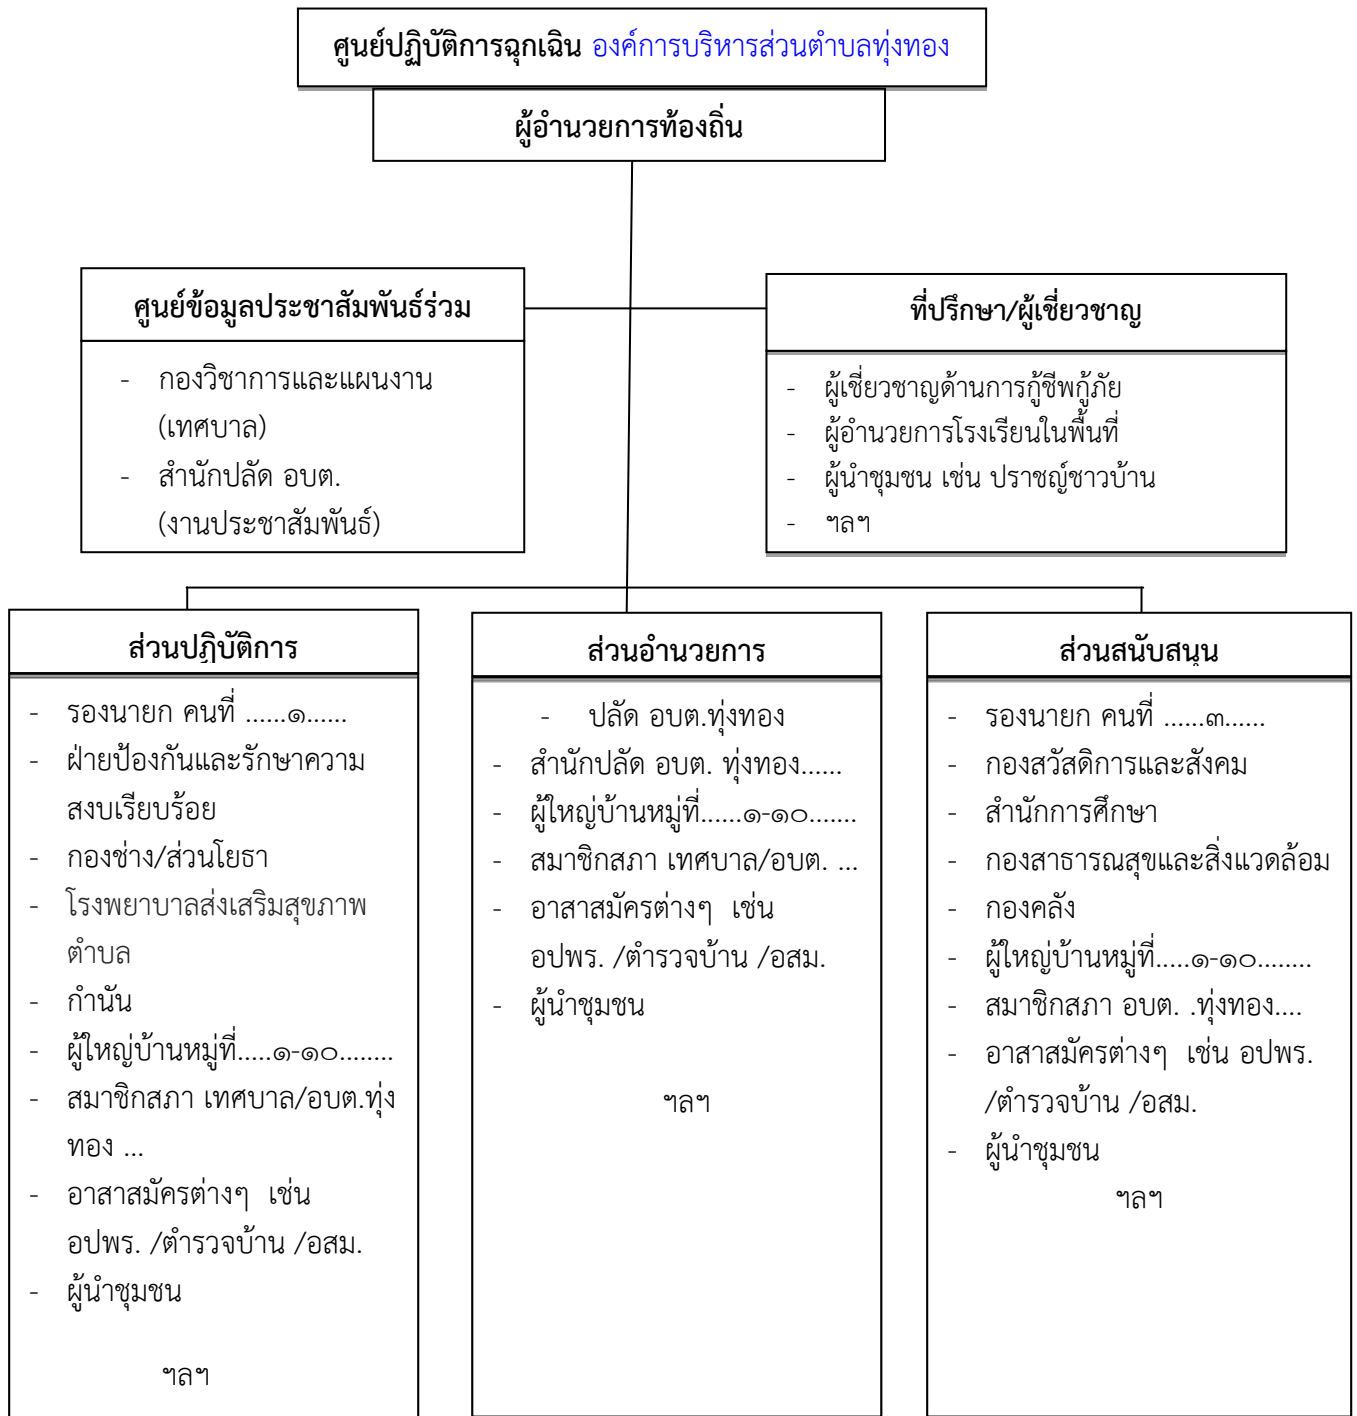 ศูนย์ปฏิบัติการฉุกเฉิน องค์การบริหารส่วนตำบลทุ่งทอง
ผู้อำนวยการท้องถิ่น
ศูนย์ข้อมูลประชาสัมพันธ์ร่วม
- กองวิชาการและแผนงาน
(เทศบาล)
- สำนักปลัด อบต.
(งานประชาสัมพันธ์)
ที่ปรึกษา/ผู้เชี่ยวชาญ
- ผู้เชี่ยวชาญด้านการกู้ชีพกู้ภัย
- ผู้อำนวยการโรงเรียนในพื้นที่
- ผู้นำชุมชน เช่น ปราชญ์ชาวบ้าน
- ฯลฯ
ส่วนปฏิบัติการ
- รองนายก คนที่ ......๑......
- ฝ่ายป้องกันและรักษาความ
สงบเรียบร้อย
- กองช่าง/ส่วนโยธา
- โรงพยาบาลส่งเสริมสุขภาพ
ตำบล
- กำนัน
- ผู้ใหญ่บ้านหมู่ที่.....๑-๑๐........
- สมาชิกสภา เทศบาล/อบต.ทุ่ง
ทอง ...
- อาสาสมัครต่างๆ เช่น
อปพร. /ตำรวจบ้าน /อสม.
- ผู้นำชุมชน
ฯลฯ
ส่วนอำนวยการ
- ปลัด อบต.ทุ่งทอง
- สำนักปลัด อบต. ทุ่งทอง......
- ผู้ใหญ่บ้านหมู่ที่......๑-๑๐.......
- สมาชิกสภา เทศบาล/อบต. ...
- อาสาสมัครต่างๆ เช่น
อปพร. /ตำรวจบ้าน /อสม.
- ผู้นำชุมชน
ฯลฯ
ส่วนสนับสนุน
- รองนายก คนที่ ......๓......
- กองสวัสดิการและสังคม
- สำนักการศึกษา
- กองสาธารณสุขและสิ่งแวดล้อม
- กองคลัง
- ผู้ใหญ่บ้านหมู่ที่.....๑-๑๐........
- สมาชิกสภา อบต. .ทุ่งทอง....
- อาสาสมัครต่างๆ เช่น อปพร.
/ตำรวจบ้าน /อสม.
- ผู้นำชุมชน
ฯลฯ